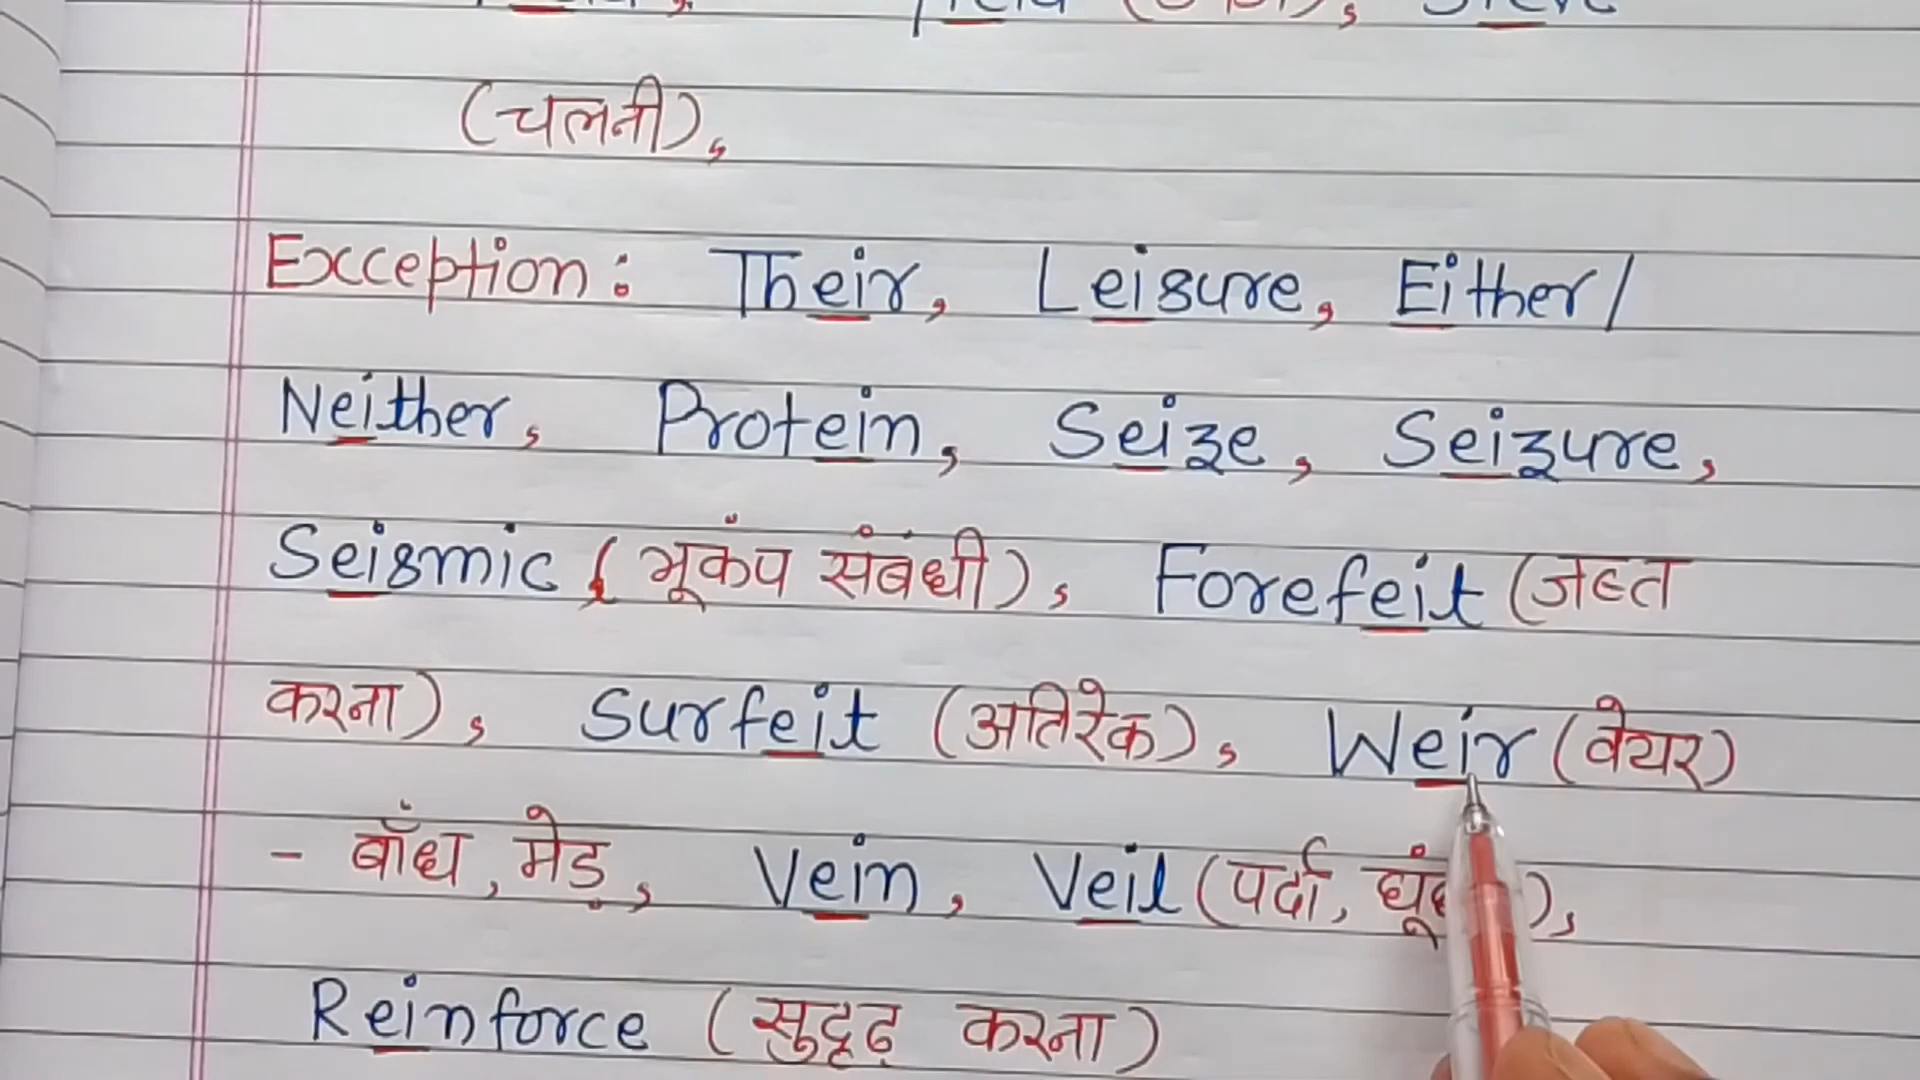 (चलनी),
Exception: Their, Leisure, Either/
Neither, Protein, Seize, Seizure,
Seismic (भूकंप संबंधी), Forefeit (जब्त
करना), Surfeit (अतिरेक), Weir (वेयर)
- बाँध, मेड़, Vein, Veil (पर्दा, ),
Reinforce (सुदृढ़ करना)